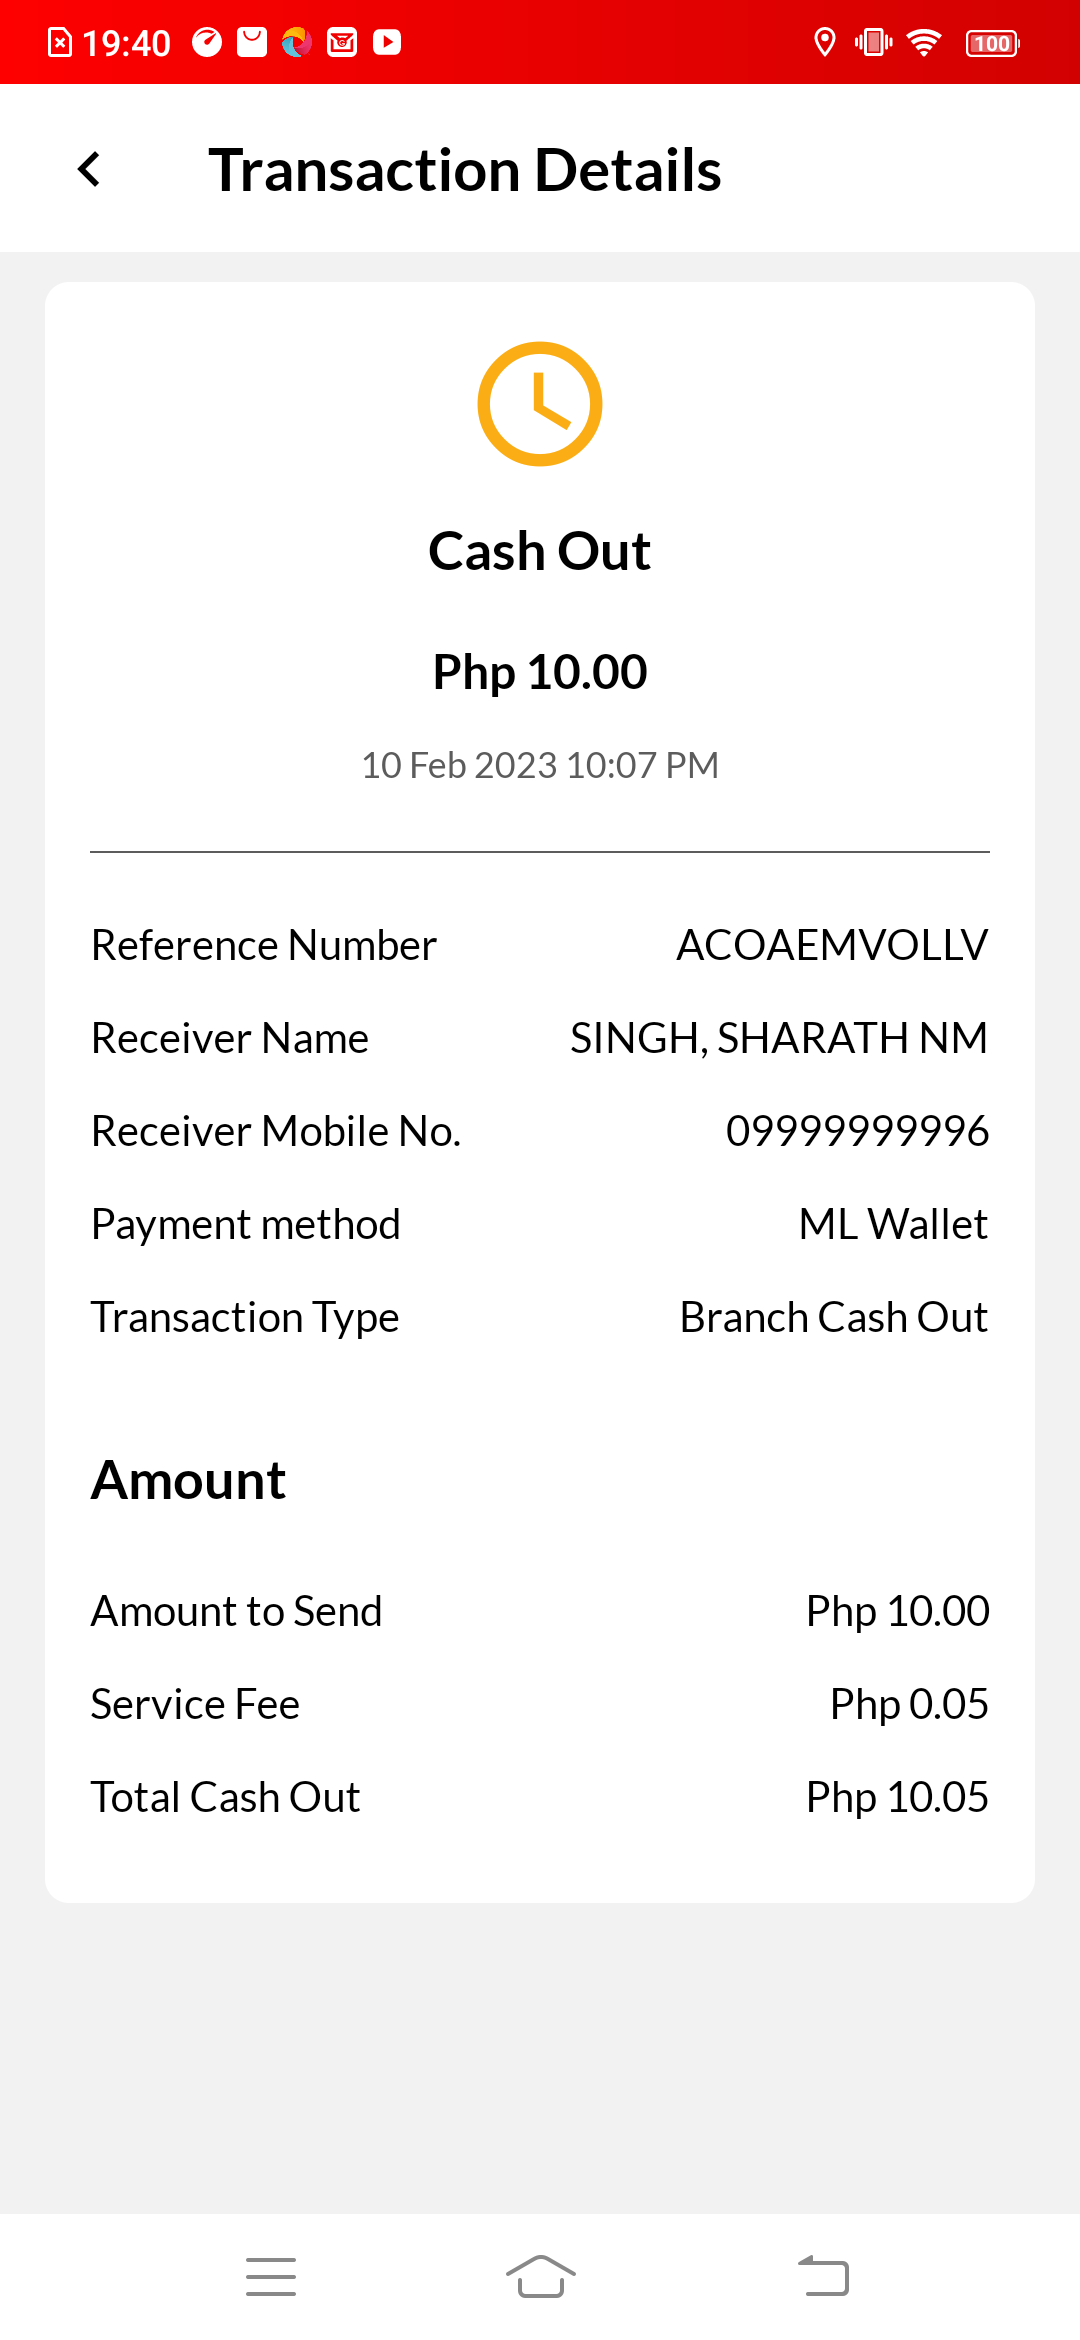 19:40
100
Transaction Details
Cash Out
Php 10.00
10 Feb 2023 10:07 PM
Reference Number ACOAEMVOLLV
Receiver Name SINGH, SHARATH NM
Receiver Mobile No. 09999999996
Payment method ML Wallet
Transaction Type Branch Cash Out
Amount
Amount to Send Php 10.00
Service Fee Php 0.05
Total Cash Out Php 10.05